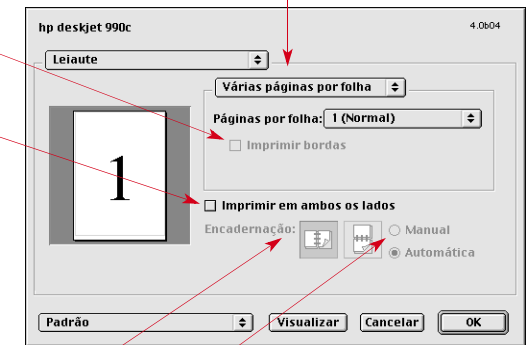 hp deskjet 990c
4.0b04
Leiaute
Várias páginas por folha
Páginas por folha: 1 (Normal)
Imprimir bordas
1
Imprimir em ambos os lados
Encadernação:
Manual
Automática
Padrão
Visualizar
Cancelar
OK